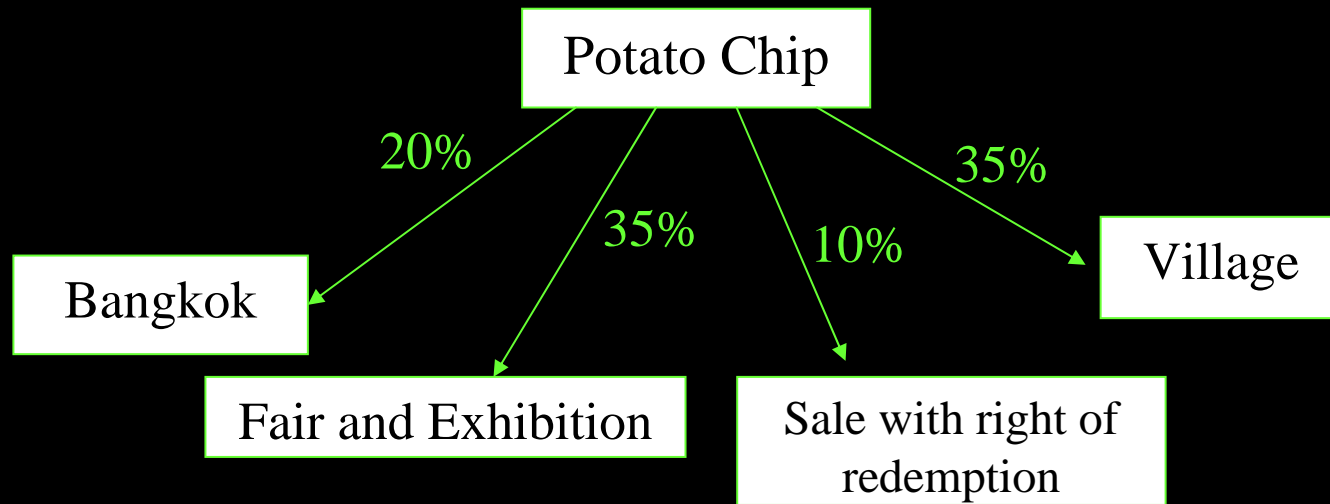 Potato Chip
20%
35%
35%
10%
Village
Bangkok
Fair and Exhibition
Sale with right of
redemption